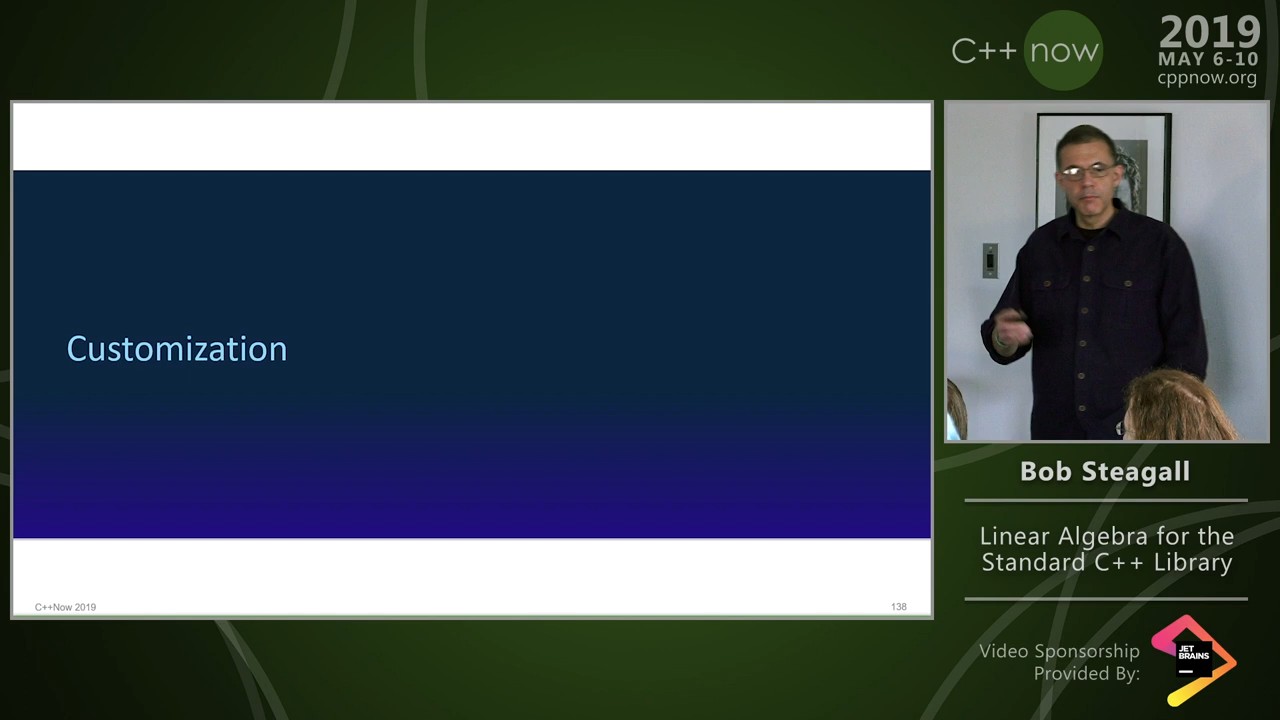 C++ now
2019
MAY 6-10
cppnow.org
Customization
C++Now 2019
138
Bob Steagall
Linear Algebra for the
Standard C++ Library
Video Sponsorship
Provided By:
JET
BRAINS